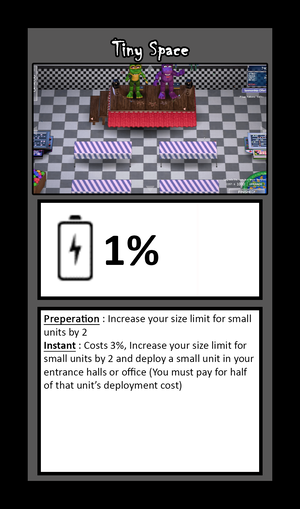 Tiny Space
1%
Preperation : Increase your size limit for small
units by 2
Instant : Costs 3%, Increase your size limit for
small units by 2 and deploy a small unit in your
entrance halls or office (You must pay for half
of that unit's deployment cost)